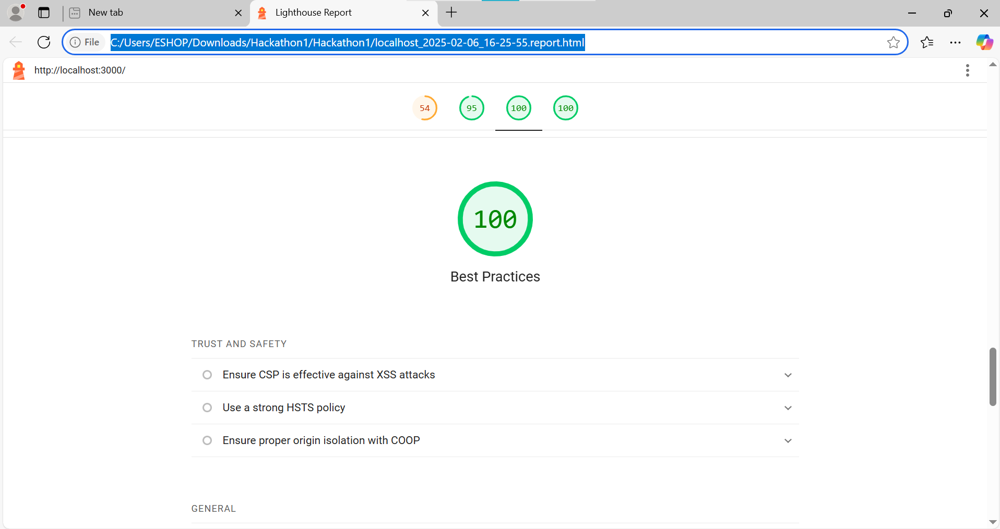 New tab
Lighthouse Report
File
C:/Users/ESHOP/Downloads/Hackathon1/Hackathon1/localhost_2025-02-06_16-25-55.report.html
http://localhost:3000/
54
95
100
100
100
Best Practices
TRUST AND SAFETY
Ensure CSP is effective against XSS attacks
Use a strong HSTS policy
Ensure proper origin isolation with COOP
GENERAL